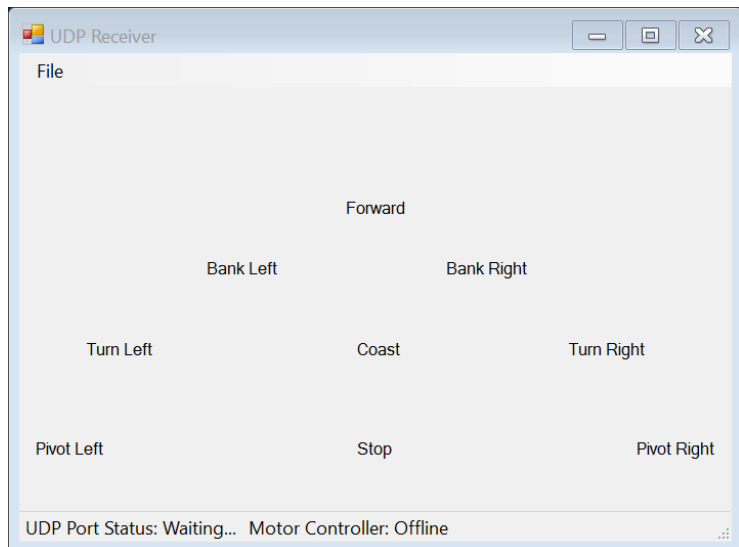 UDP Receiver
File
Forward
Bank Left Bank Right
Turn Left Coast Turn Right
Pivot Left Stop Pivot Right
UDP Port Status: Waiting... Motor Controller: Offline